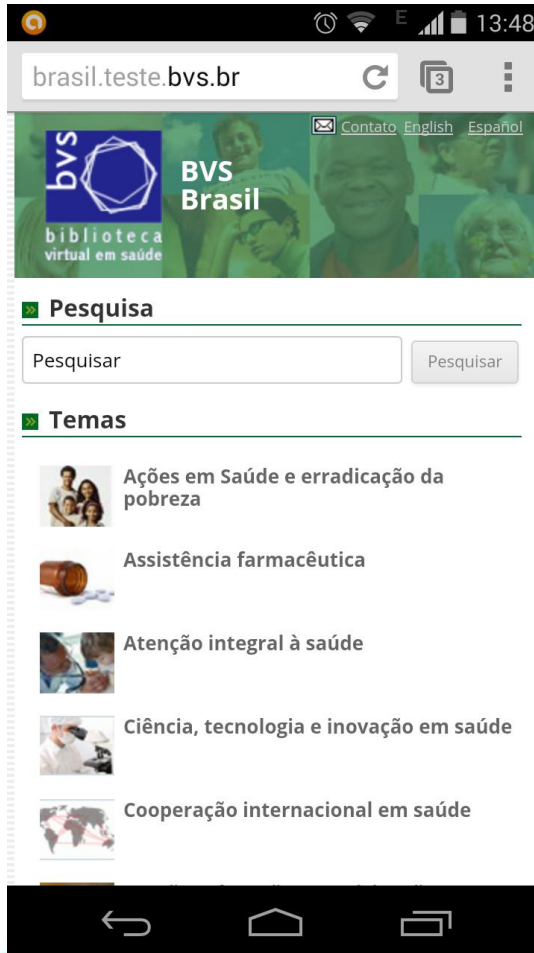 E 13:48
brasil.teste.bvs.br
3
Contato English Español
bvs
BVS
Brasil
biblioteca
virtual em saúde
Pesquisa
Pesquisar Pesquisar
Temas
Ações em Saúde e erradicação da
pobreza
Assistência farmacêutica
Atenção integral à saúde
Ciência, tecnologia e inovação em saúde
Cooperação internacional em saúde